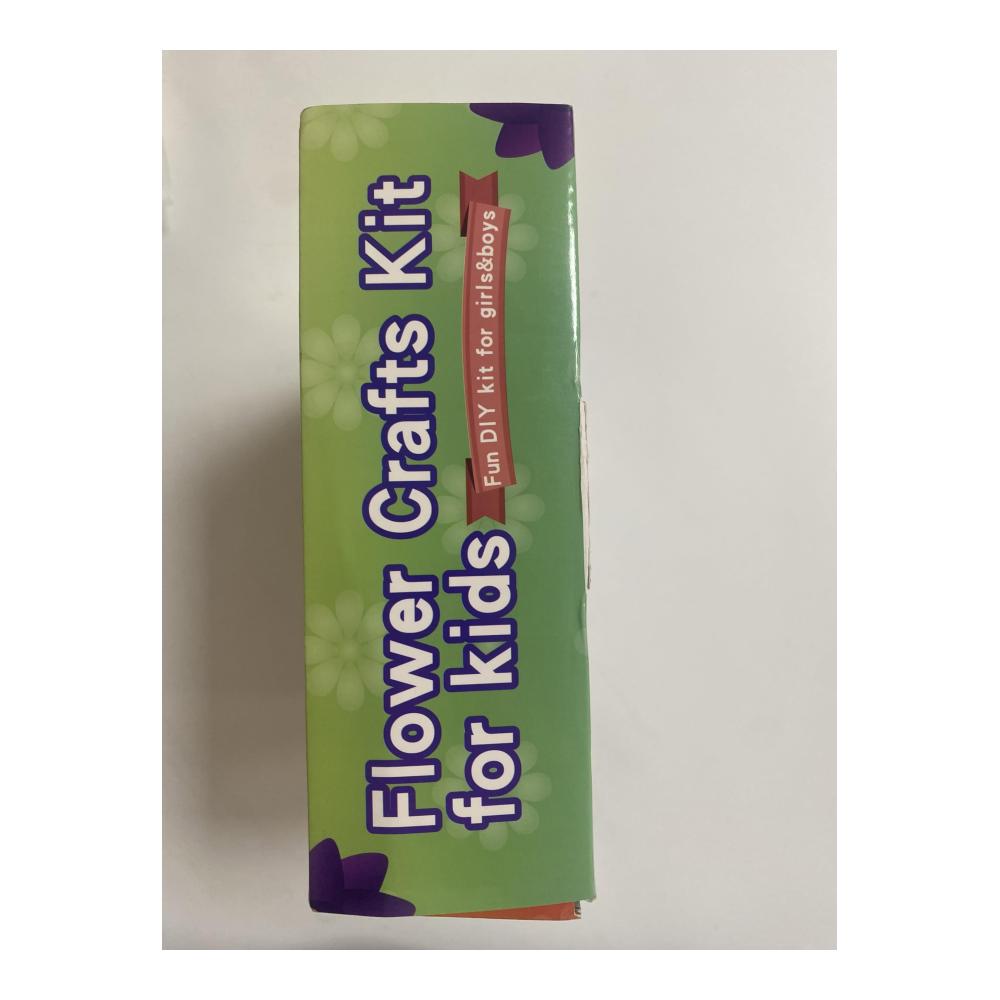 Flower Crafts Kit
for kids
Fun DIY kit for girls&boys